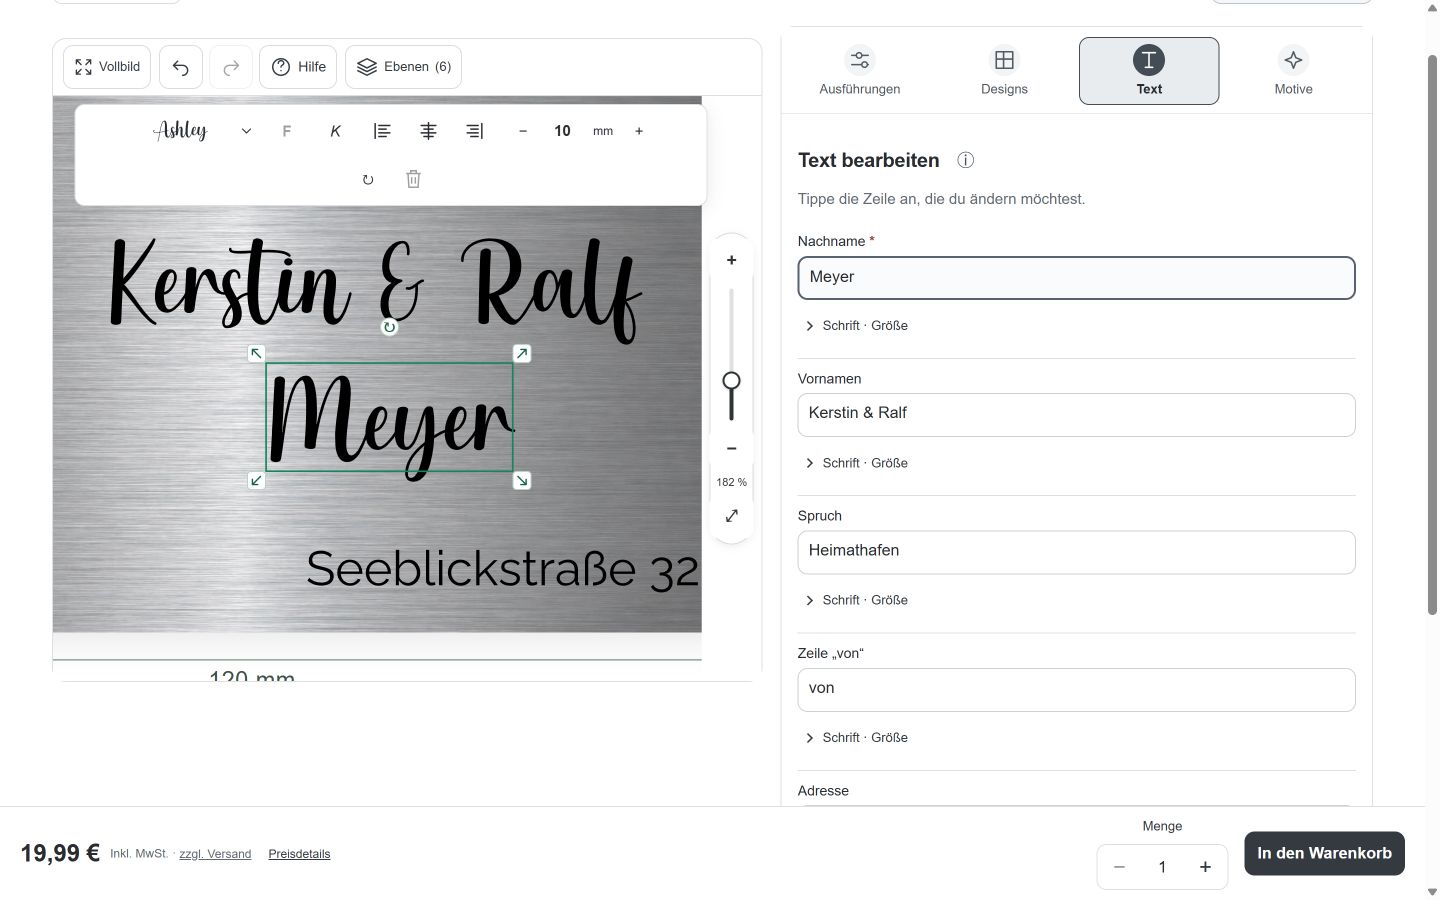 Vollbild
Hilfe
Ebenen (6)
Ausführungen
Designs
Text
Motive
Ashley
F
K
− 10 mm +
Kerstin & Ralf
Meyer
Seeblickstraße 32
120 mm
+
−
182 %
Text bearbeiten
Tippe die Zeile an, die du ändern möchtest.
Nachname *
Meyer
Schrift · Größe
Vornamen
Kerstin & Ralf
Schrift · Größe
Spruch
Heimathafen
Schrift · Größe
Zeile „von“
von
Schrift · Größe
Adresse
19,99 € Inkl. MwSt. · zzgl. Versand Preisdetails
Menge
− 1 +
In den Warenkorb